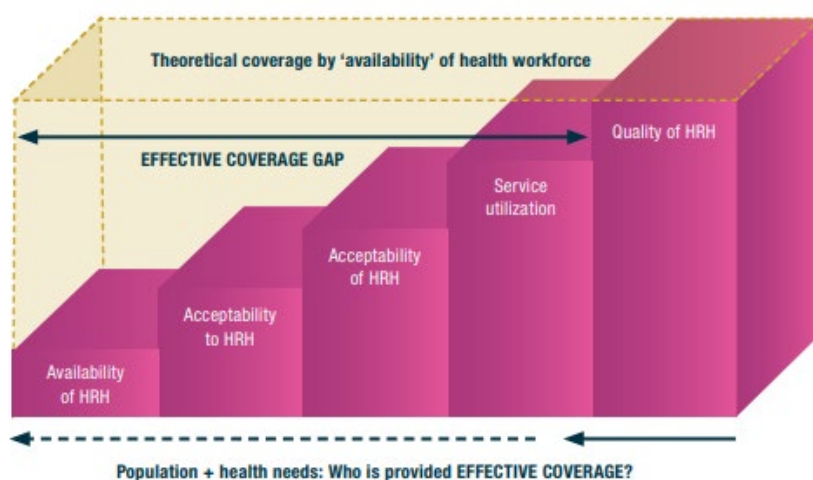 Theoretical coverage by ‘availability’ of health workforce
EFFECTIVE COVERAGE GAP
Quality of HRH
Service
utilization
Acceptability
of HRH
Acceptability
to HRH
Availability
of HRH
Population + health needs: Who is provided EFFECTIVE COVERAGE?